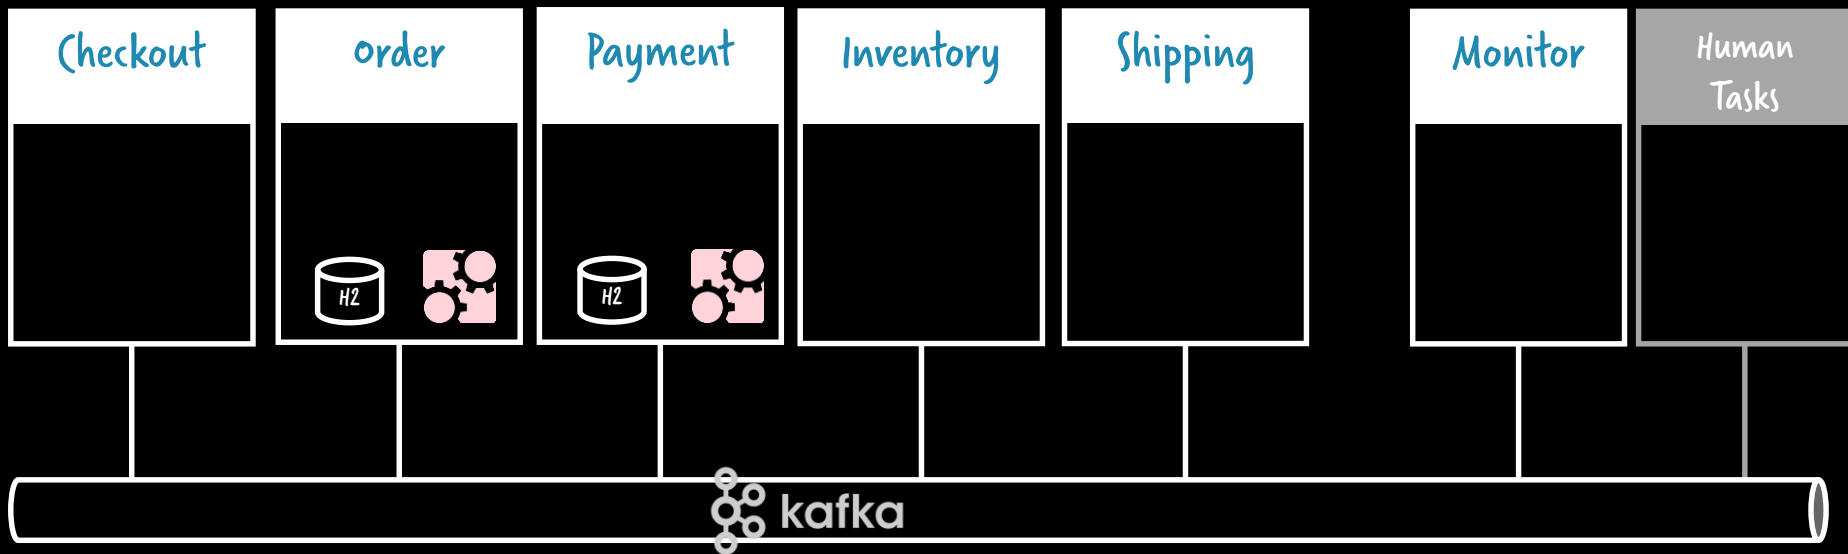 Checkout
Order
Payment
Inventory
Shipping
Monitor
Human
Tasks
H2
H2
kafka